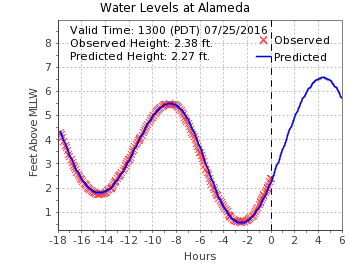 Water Levels at Alameda
Valid Time: 1300 (PDT) 07/25/2016
Observed Height: 2.38 ft.
Predicted Height: 2.27 ft.
Observed
Predicted
Feet Above MLLW
8
7
6
5
4
3
2
1
-18 -16 -14 -12 -10 -8 -6 -4 -2 0 2 4 6
Hours